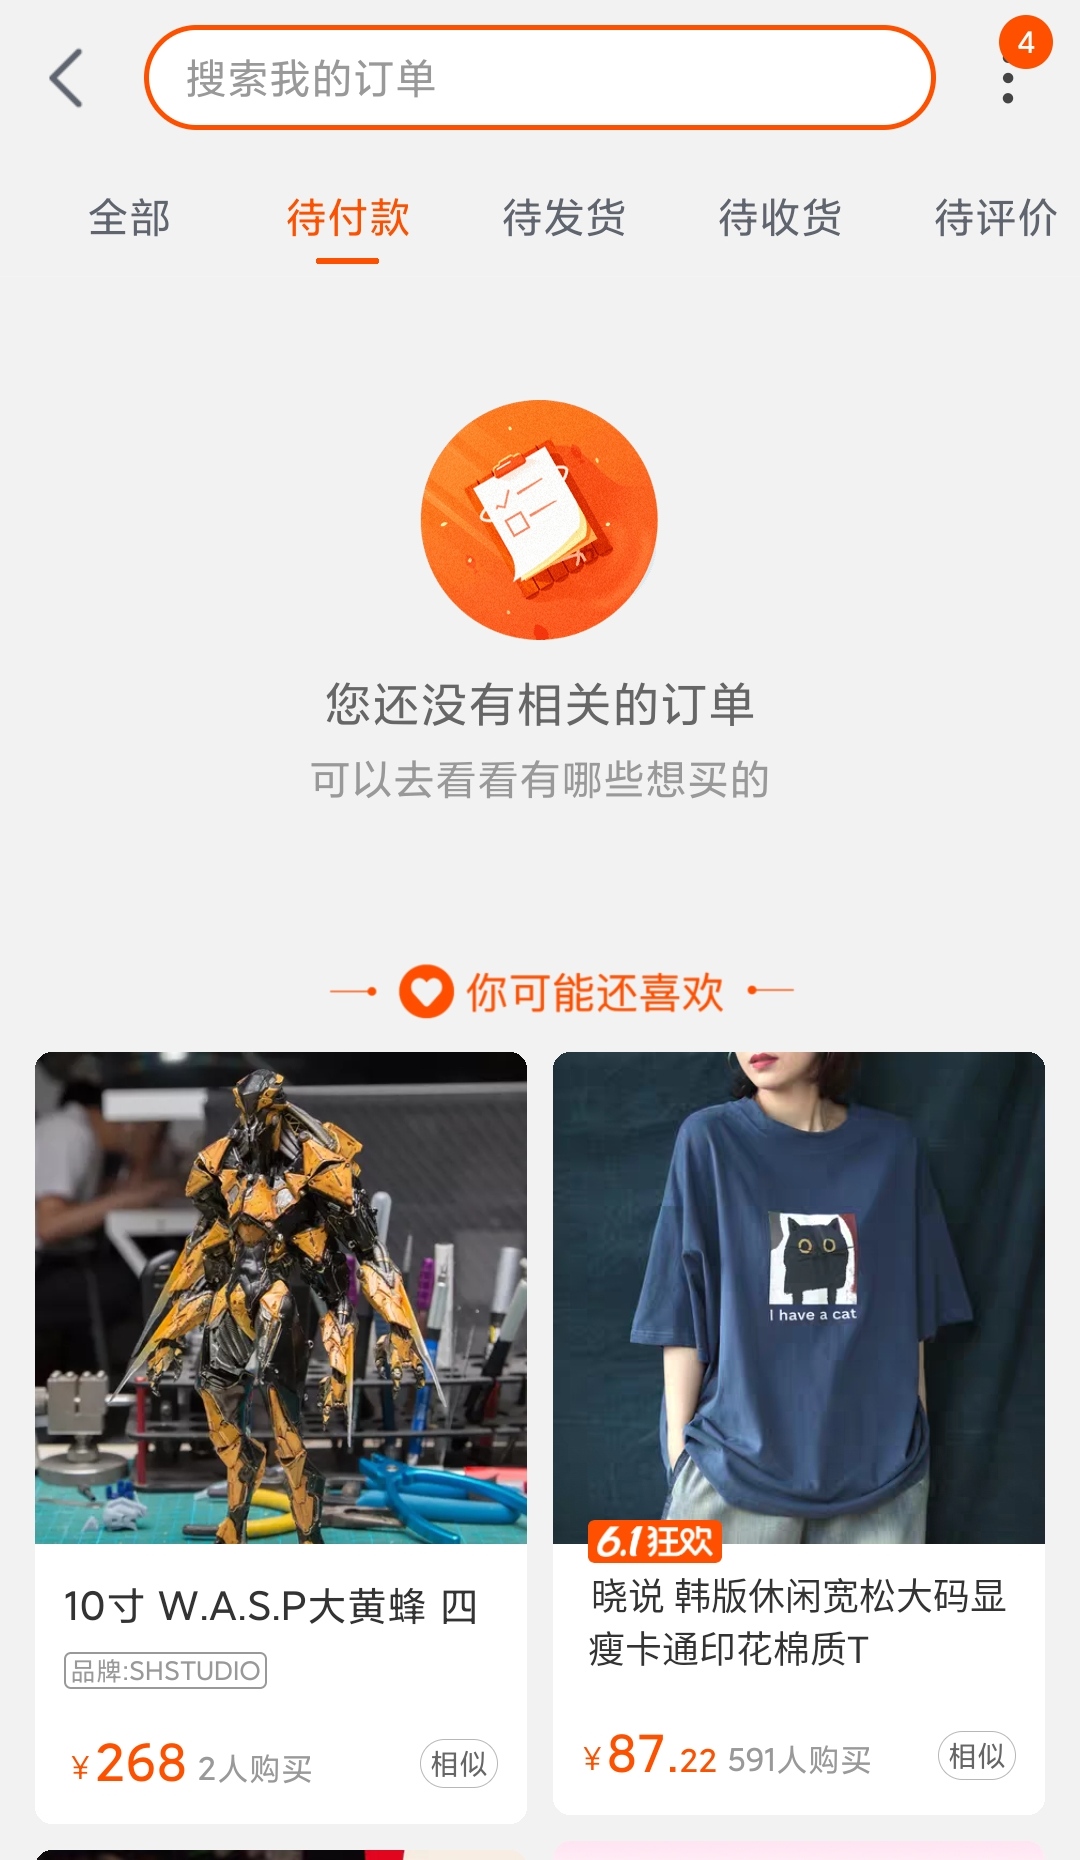 搜索我的订单
4
全部 待付款 待发货 待收货 待评价
您还没有相关的订单
可以去看看有哪些想买的
你可能还喜欢
I have a cat
10寸 W.A.S.P大黄蜂 四
品牌:SHSTUDIO
¥268 2人购买 相似
6.1狂欢
晓说 韩版休闲宽松大码显
瘦卡通印花棉质T
¥87.22 591人购买 相似